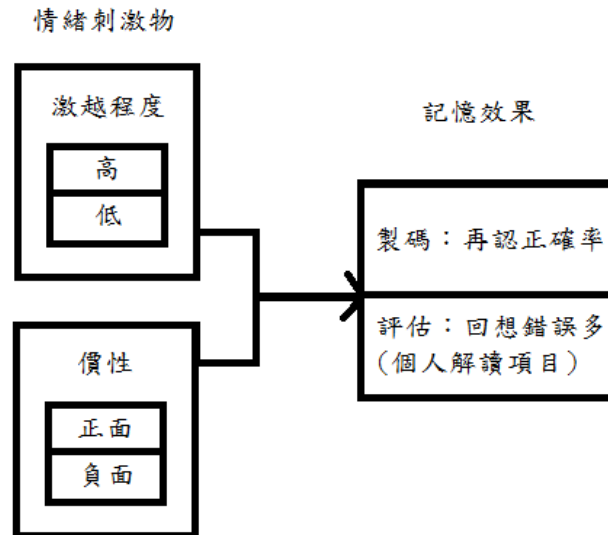 情緒刺激物
激越程度
高
低
價性
正面
負面
記憶效果
製碼：再認正確率
評估：回想錯誤多
(個人解讀項目)